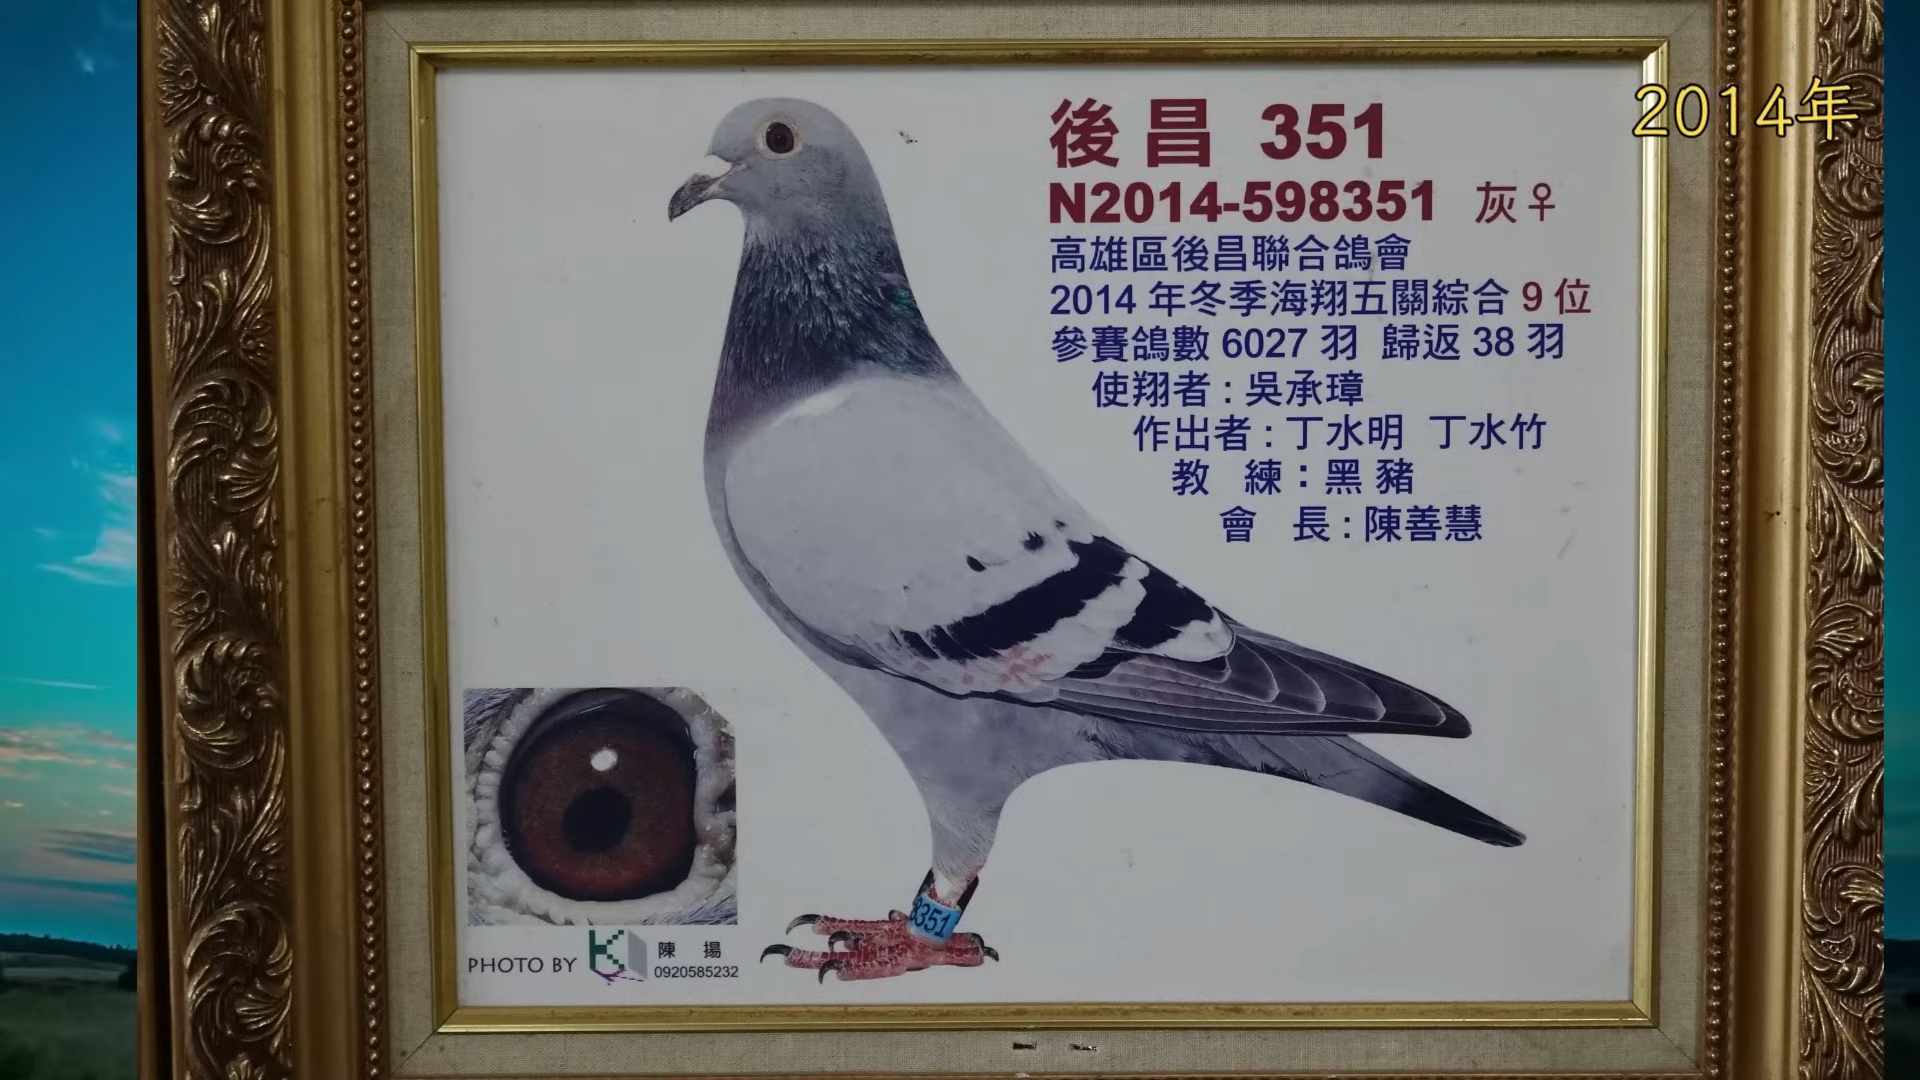 2014年
後昌 351
N2014-598351 灰♀
高雄區後昌聯合鴿會
2014 年冬季海翔五關綜合 9 位
參賽鴿數 6027 羽 歸返 38 羽
使翔者 : 吳承璋
作出者 : 丁水明 丁水竹
教 練 : 黑豬
會 長 : 陳善慧
8351
PHOTO BY K 陳 揚
0920585232